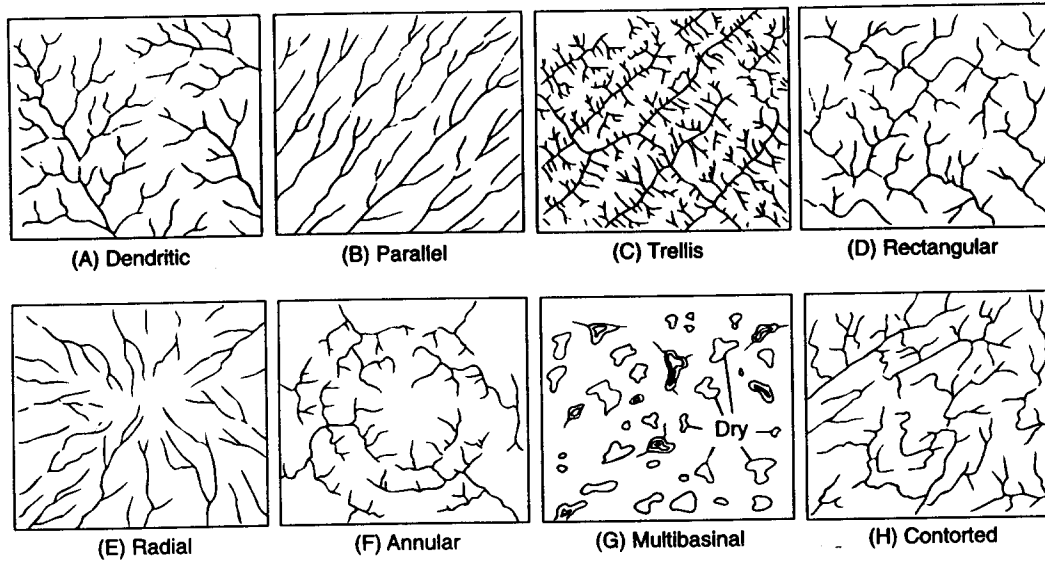 (A) Dendritic
(B) Parallel
(C) Trellis
(D) Rectangular
Dry
(E) Radial
(F) Annular
(G) Multibasinal
(H) Contorted